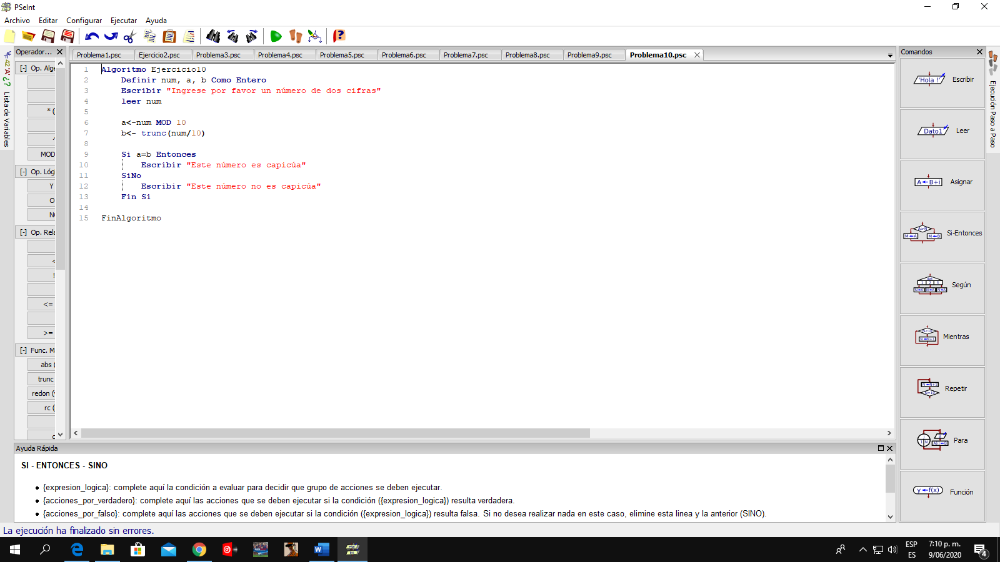 PSeInt
Archivo Editar Configurar Ejecutar Ayuda
Operador...
Lista de Variables
[-] Op. Alge
* (
MOD
[-] Op. Lóg
Y
O
[-] Op. Rela
<
!
<=
>=
[-] Func. M
abs (
trunc
redon (
rc (
Problema1.psc Ejercicio2.psc Problema3.psc Problema4.psc Problema5.psc Problema6.psc Problema7.psc Problema8.psc Problema9.psc Problema10.psc
1 Algoritmo Ejercicio10
2 Definir num, a, b Como Entero
3 Escribir "Ingrese por favor un número de dos cifras"
4 leer num
5
6 a<-num MOD 10
7 b<- trunc(num/10)
8
9 Si a=b Entonces
10 Escribir "Este número es capicúa"
11 SiNo
12 Escribir "Este número no es capicúa"
13 Fin Si
14
15 FinAlgoritmo
Comandos
'Hola !' Escribir
Dato1 Leer
A←B+i Asignar
A>B M←A M←B Si-Entonces
Según
Mientras
Repetir
Para
y←f(x) Función
Ejecución Paso a Paso
Ayuda Rápida
SI - ENTONCES - SINO
• {expresion_logica}: complete aquí la condición a evaluar para decidir que grupo de acciones se deben ejecutar.
• {acciones_por_verdadero}: complete aquí las acciones que se deben ejecutar si la condición ({expresion_logica}) resulta verdadera.
• {acciones_por_falso}: complete aquí las acciones que se deben ejecutar si la condición ({expresion_logica}) resulta falsa. Si no desea realizar nada en este caso, elimine esta linea y la anterior (SINO).
La ejecución ha finalizado sin errores.
ESP
ES
7:10 p. m.
9/06/2020
4